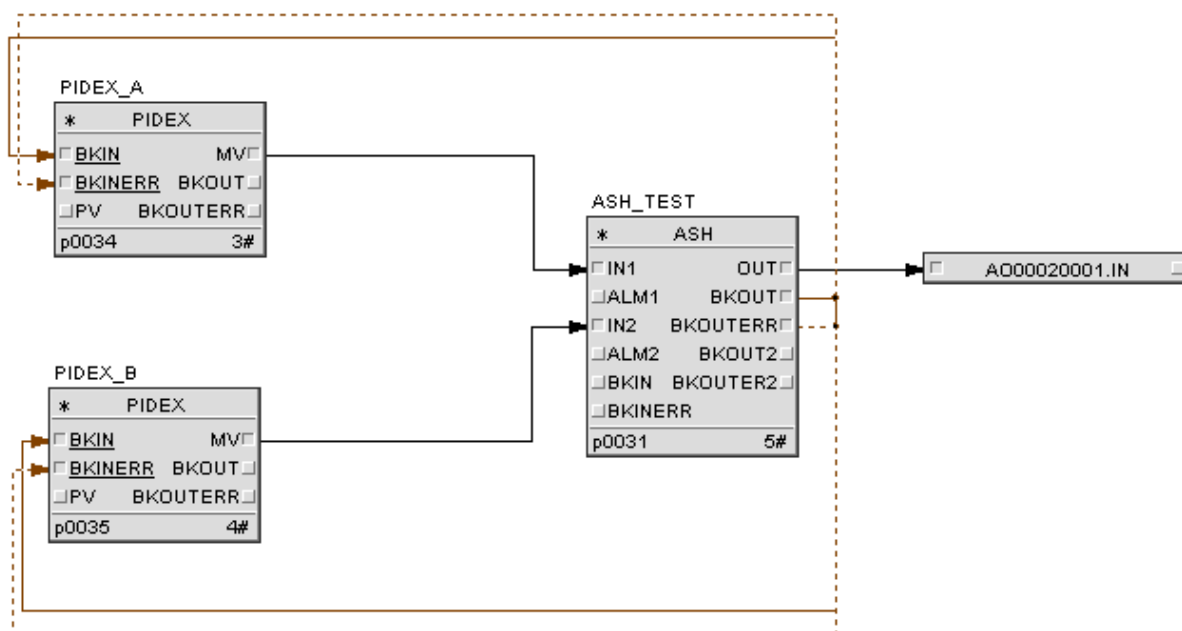 PIDEX_A
* PIDEX
BKIN MV
BKINERR BKOUT
PV BKOUTERR
p0034 3#
ASH_TEST
* ASH
IN1 OUT
ALM1 BKOUT
IN2 BKOUTERR
ALM2 BKOUT2
BKIN BKOUTER2
BKINERR
p0031 5#
AO00020001.IN
PIDEX_B
* PIDEX
BKIN MV
BKINERR BKOUT
PV BKOUTERR
p0035 4#